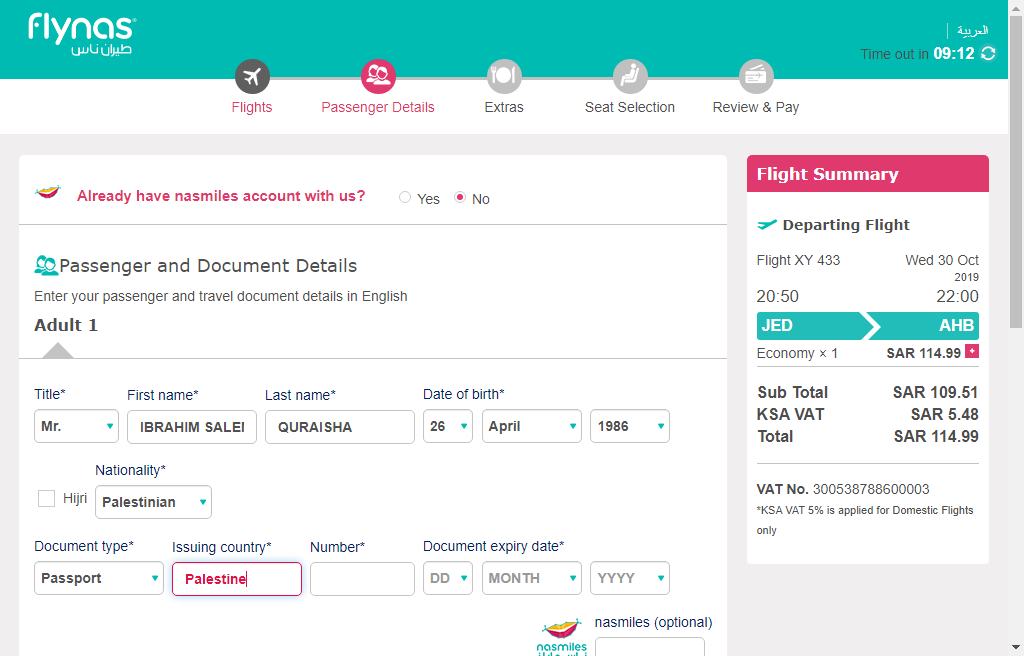 flynas
طيران ناس
العربية
Time out in 09:12
Flights
Passenger Details
Extras
Seat Selection
Review & Pay
Already have nasmiles account with us?
Yes
No
Passenger and Document Details
Enter your passenger and travel document details in English
Adult 1
Title*
First name*
Last name*
Date of birth*
Mr.
IBRAHIM SALEI
QURAISHA
26
April
1986
Nationality*
Hijri
Palestinian
Document type*
Issuing country*
Number*
Document expiry date*
Passport
Palestine
DD
MONTH
YYYY
nasmiles (optional)
nasmiles
Flight Summary
Departing Flight
Flight XY 433
Wed 30 Oct
2019
20:50
22:00
JED
AHB
Economy × 1
SAR 114.99
Sub Total
SAR 109.51
KSA VAT
SAR 5.48
Total
SAR 114.99
VAT No. 300538788600003
*KSA VAT 5% is applied for Domestic Flights
only